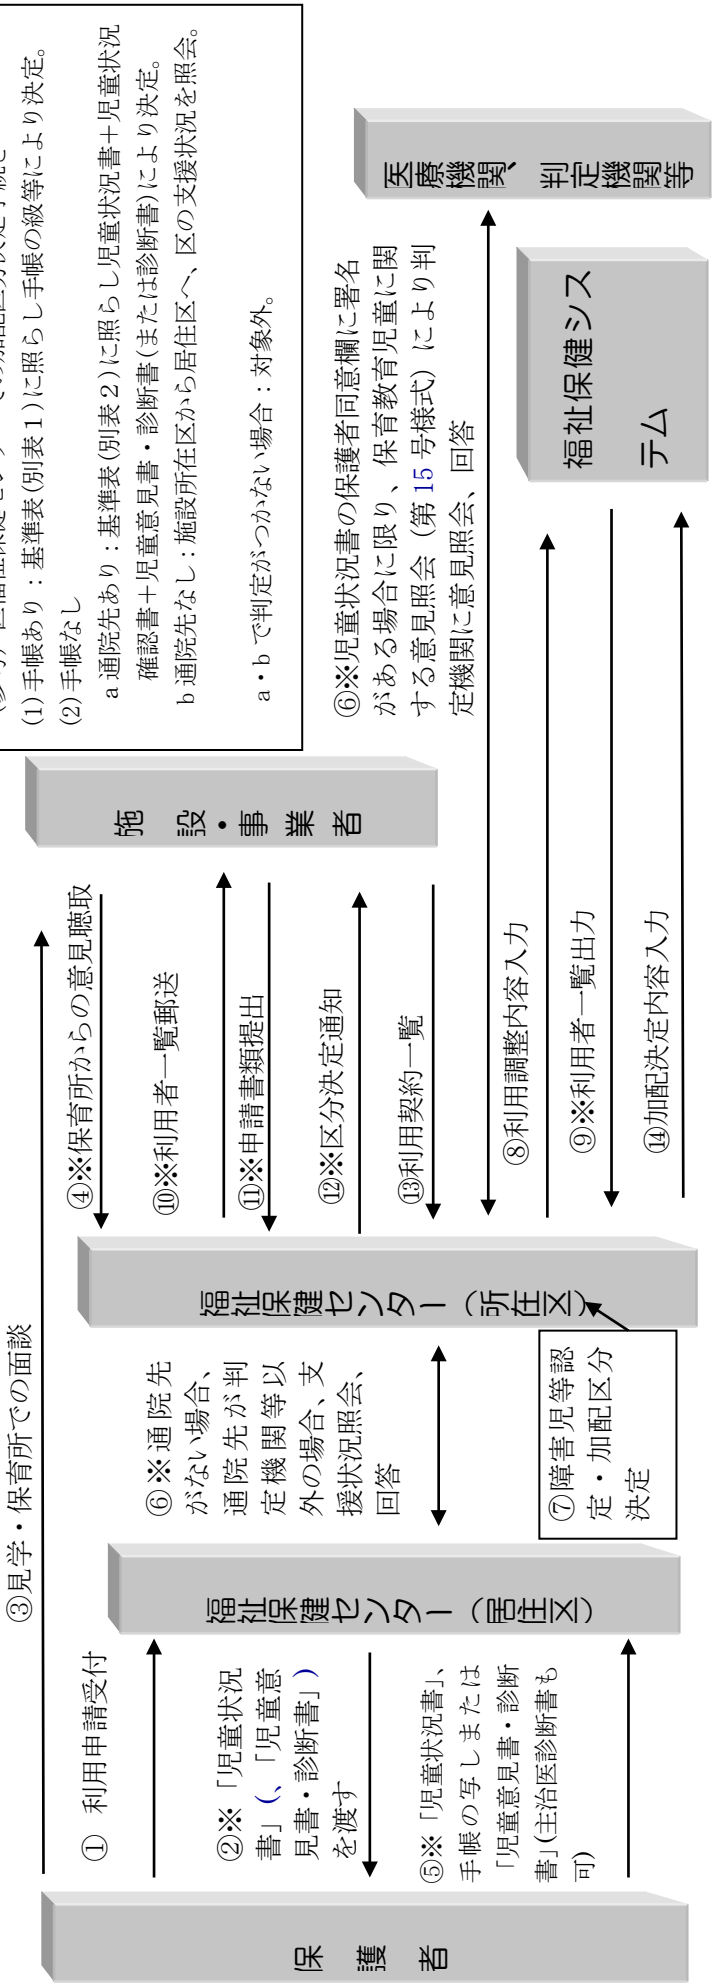 (1)手帳あり：基準表(別表１)に照らし手帳の級等により決定。
(2)手帳なし
a 通院先あり：基準表(別表２)に照らし児童状況書＋児童状況
確認書＋児童意見書・診断書(または診断書)により決定。
b 通院先なし：施設所在区から居住区へ、区の支援状況を照会。
a・b で判定がつかない場合：対象外。
保護者
③見学・保育所での面談
① 利用申請受付
②※「児童状況
書」（、「児童意
見書・診断書」）
を渡す
⑤※「児童状況書」、
手帳の写しまたは
「児童意見書・診断
書」(主治医診断書も
可)
福祉保健センター（居住区）
⑥※通院先
がない場合、
通院先が判
定機関等以
外の場合、支
援状況照会、
回答
⑦障害児等認
定・加配区分
決定
福祉保健センター（所在区）
④※保育所からの意見聴取
⑩※利用者一覧郵送
⑪※申請書類提出
⑫※区分決定通知
⑬利用契約一覧
施設・事業者
⑥※児童状況書の保護者同意欄に署名
がある場合に限り、保育教育児童に関
する意見照会（第 15 号様式）により判
定機関に意見照会、回答
⑧利用調整内容入力
⑨※利用者一覧出力
⑭加配決定内容入力
医療機関、判定機関等
福祉保健シス
テム